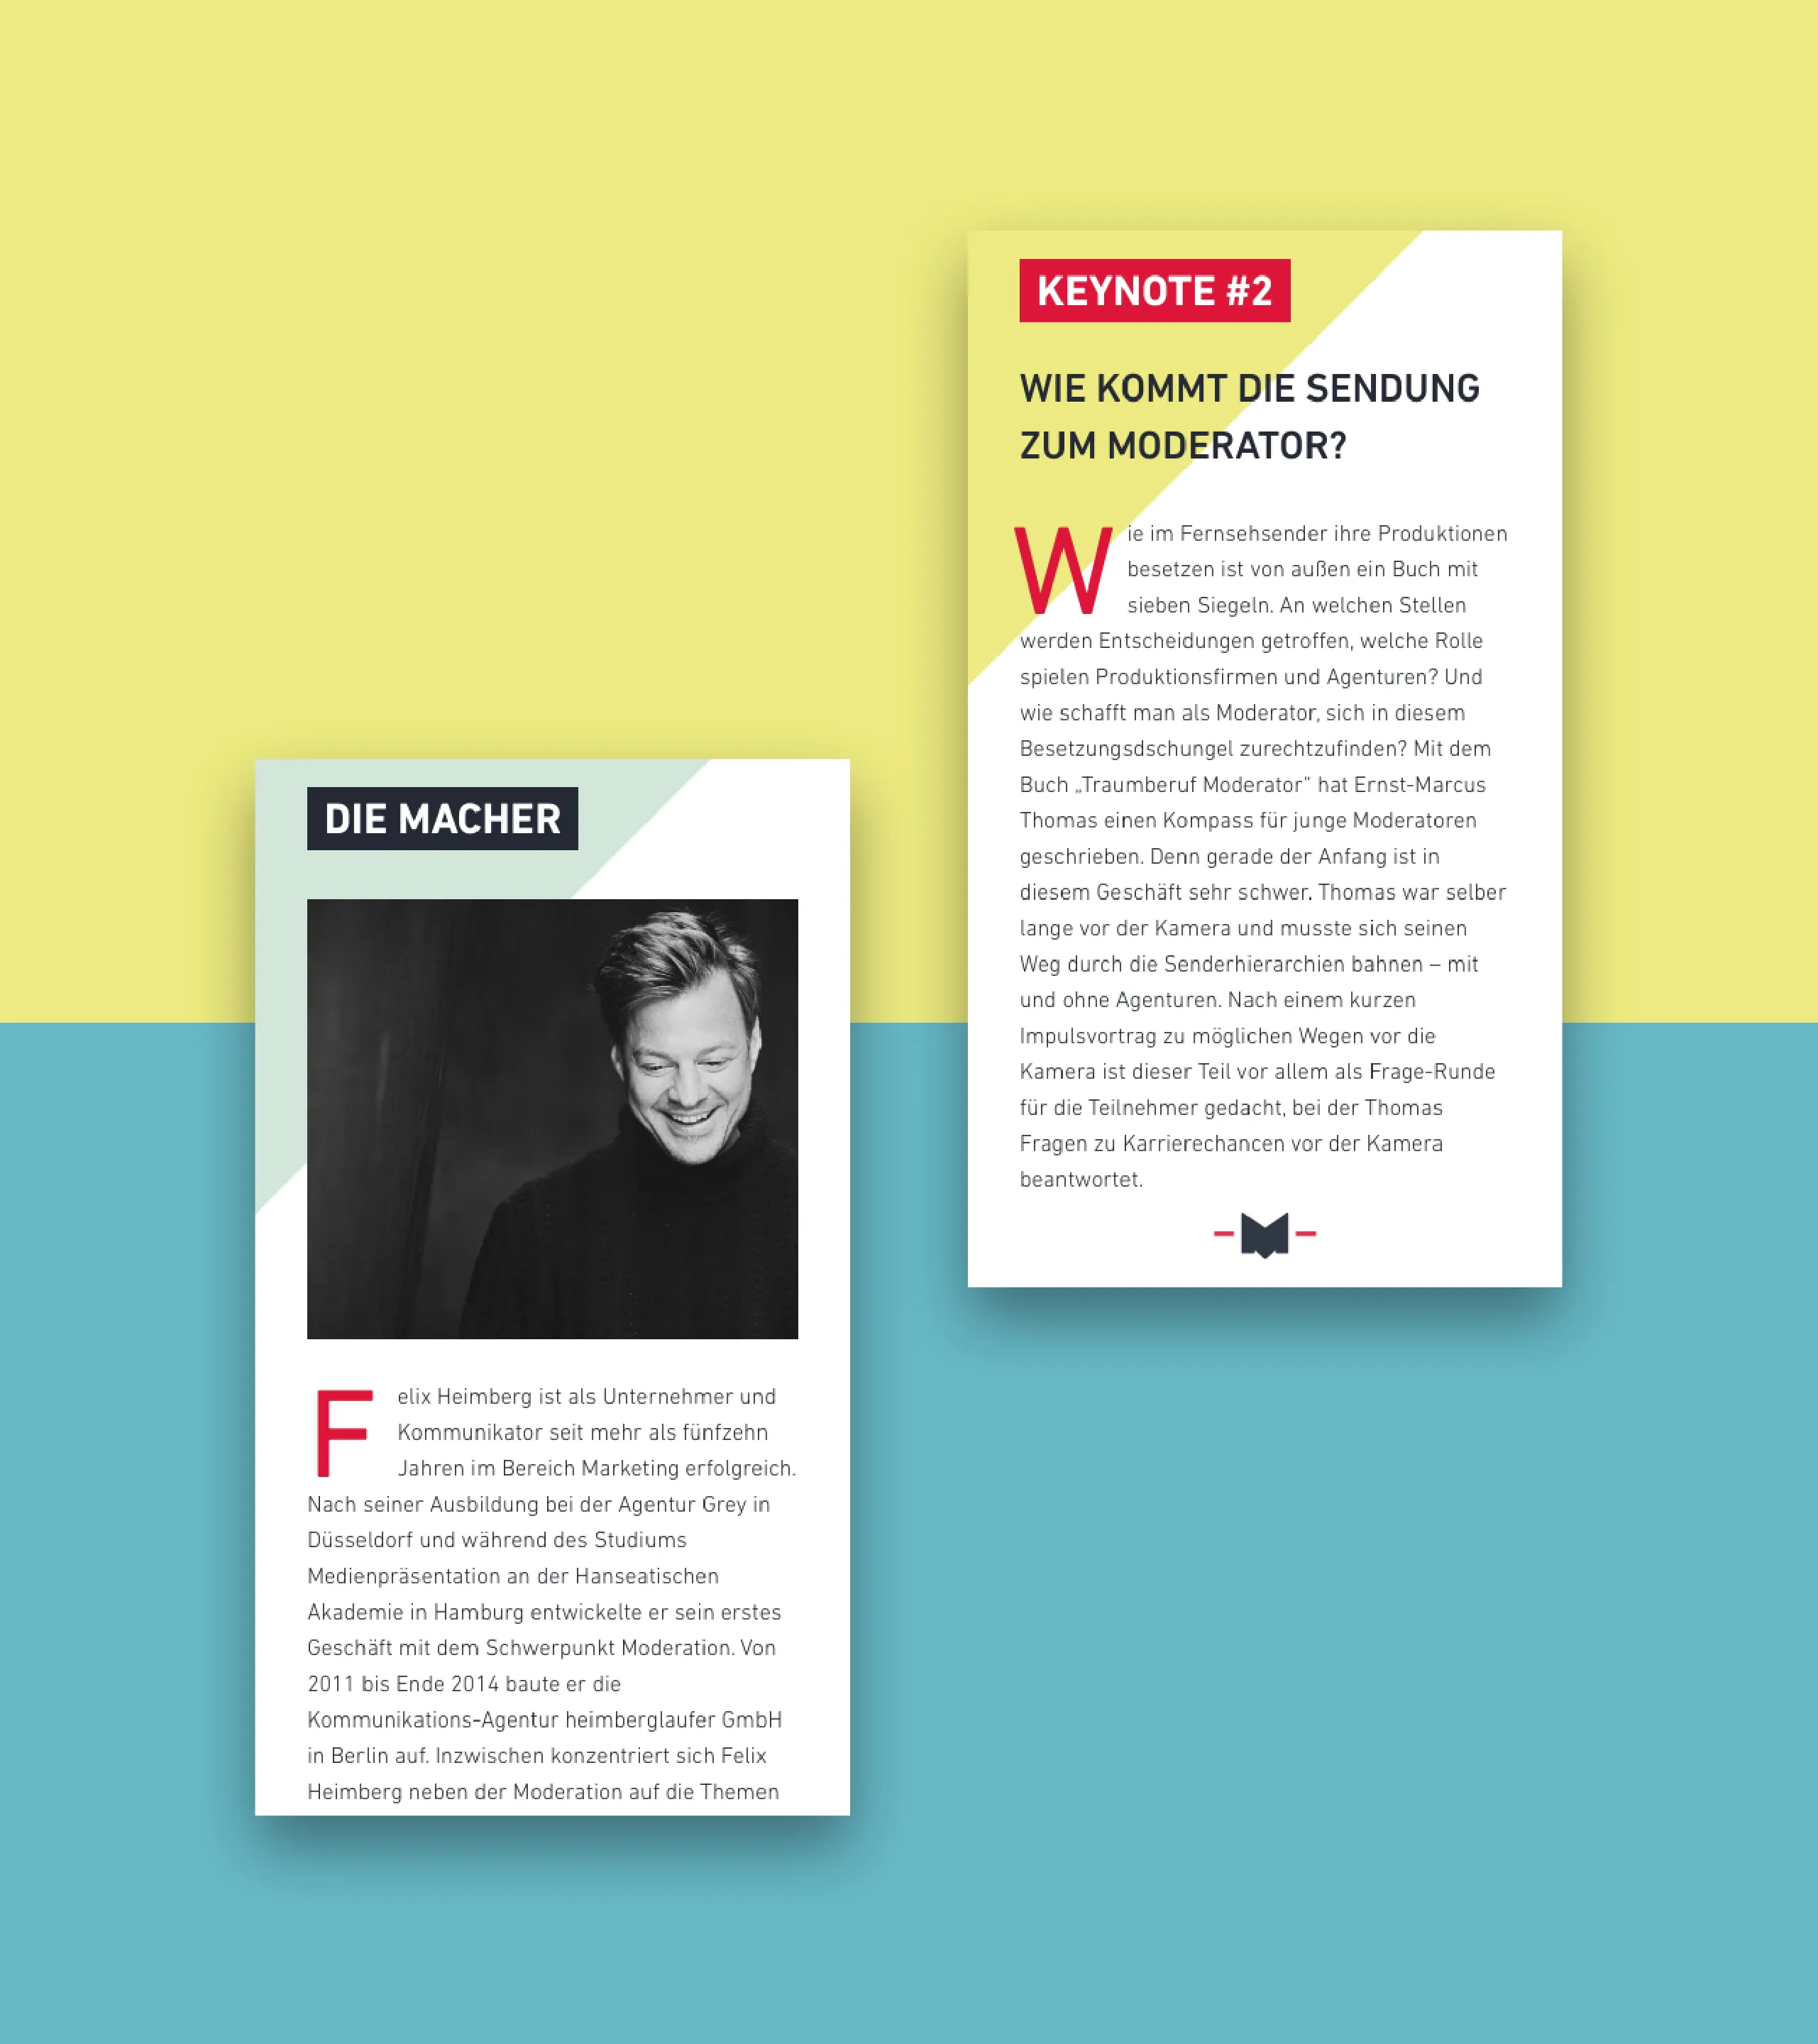 KEYNOTE #2
WIE KOMMT DIE SENDUNG
ZUM MODERATOR?
Wie im Fernsehsender ihre Produktionen
besetzen ist von außen ein Buch mit
sieben Siegeln. An welchen Stellen
werden Entscheidungen getroffen, welche Rolle
spielen Produktionsfirmen und Agenturen? Und
wie schafft man als Moderator, sich in diesem
Besetzungsdschungel zurechtzufinden? Mit dem
Buch „Traumberuf Moderator“ hat Ernst-Marcus
Thomas einen Kompass für junge Moderatoren
geschrieben. Denn gerade der Anfang ist in
diesem Geschäft sehr schwer. Thomas war selber
lange vor der Kamera und musste sich seinen
Weg durch die Senderhierarchien bahnen – mit
und ohne Agenturen. Nach einem kurzen
Impulsvortrag zu möglichen Wegen vor die
Kamera ist dieser Teil vor allem als Frage-Runde
für die Teilnehmer gedacht, bei der Thomas
Fragen zu Karrierechancen vor der Kamera
beantwortet.
DIE MACHER
Felix Heimberg ist als Unternehmer und
Kommunikator seit mehr als fünfzehn
Jahren im Bereich Marketing erfolgreich.
Nach seiner Ausbildung bei der Agentur Grey in
Düsseldorf und während des Studiums
Medienpräsentation an der Hanseatischen
Akademie in Hamburg entwickelte er sein erstes
Geschäft mit dem Schwerpunkt Moderation. Von
2011 bis Ende 2014 baute er die
Kommunikations-Agentur heimberglaufer GmbH
in Berlin auf. Inzwischen konzentriert sich Felix
Heimberg neben der Moderation auf die Themen